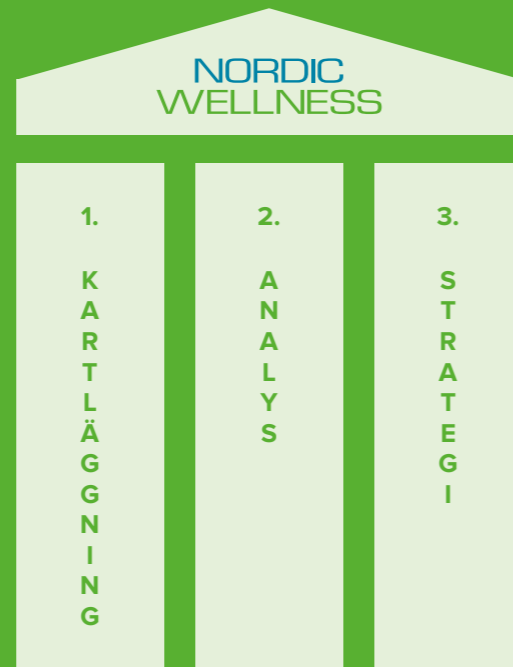 NORDIC
WELLNESS
1.
KARTLÄGGNING
2.
ANALYS
3.
STRATEGI